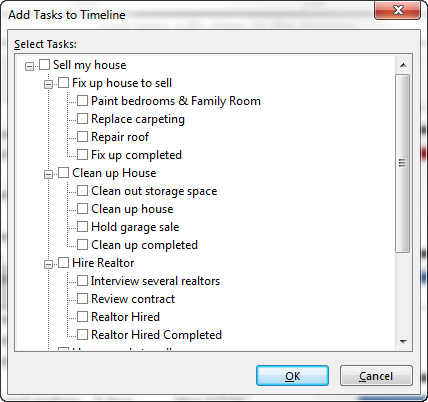 Add Tasks to Timeline
Select Tasks:
Sell my house
Fix up house to sell
Paint bedrooms & Family Room
Replace carpeting
Repair roof
Fix up completed
Clean up House
Clean out storage space
Clean up house
Hold garage sale
Clean up completed
Hire Realtor
Interview several realtors
Review contract
Realtor Hired
Realtor Hired Completed
OK
Cancel